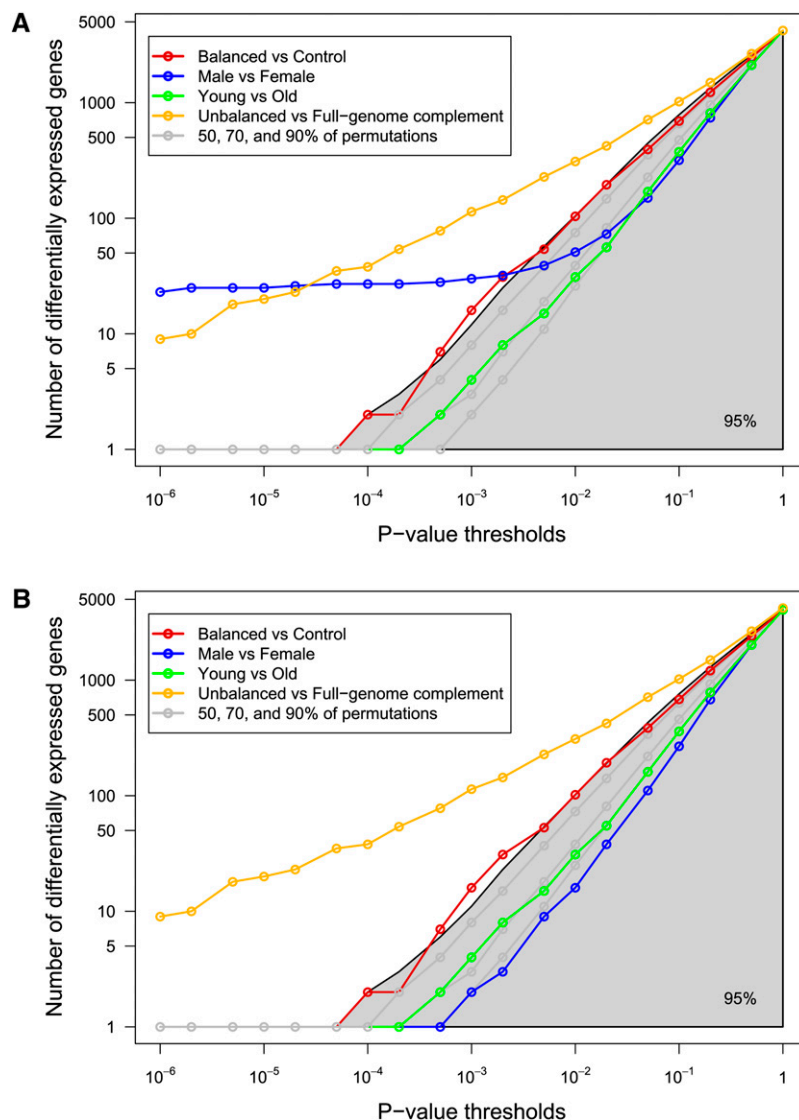 A
Number of differentially expressed genes
5000
1000
500
100
50
10
5
1
Balanced vs Control
Male vs Female
Young vs Old
Unbalanced vs Full-genome complement
50, 70, and 90% of permutations
95%
10⁻⁶ 10⁻⁵ 10⁻⁴ 10⁻³ 10⁻² 10⁻¹ 1
P-value thresholds
B
Number of differentially expressed genes
5000
1000
500
100
50
10
5
1
Balanced vs Control
Male vs Female
Young vs Old
Unbalanced vs Full-genome complement
50, 70, and 90% of permutations
95%
10⁻⁶ 10⁻⁵ 10⁻⁴ 10⁻³ 10⁻² 10⁻¹ 1
P-value thresholds